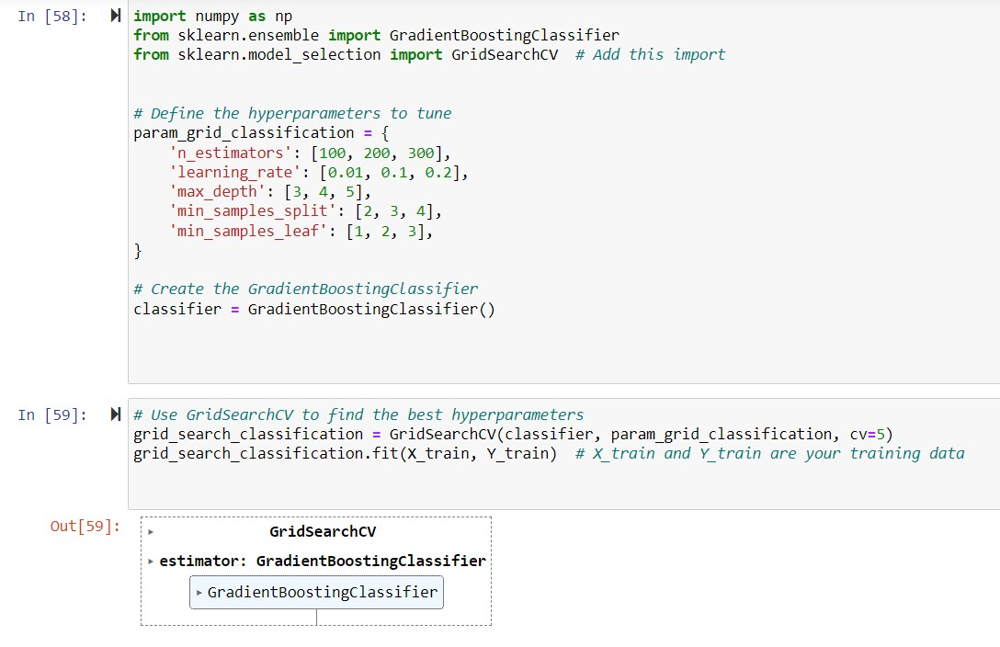 In [58]:
import numpy as np
from sklearn.ensemble import GradientBoostingClassifier
from sklearn.model_selection import GridSearchCV  # Add this import
# Define the hyperparameters to tune
param_grid_classification = {
    'n_estimators': [100, 200, 300],
    'learning_rate': [0.01, 0.1, 0.2],
    'max_depth': [3, 4, 5],
    'min_samples_split': [2, 3, 4],
    'min_samples_leaf': [1, 2, 3],
}
# Create the GradientBoostingClassifier
classifier = GradientBoostingClassifier()
In [59]:
# Use GridSearchCV to find the best hyperparameters
grid_search_classification = GridSearchCV(classifier, param_grid_classification, cv=5)
grid_search_classification.fit(X_train, Y_train)  # X_train and Y_train are your training data
Out[59]:
GridSearchCV
estimator: GradientBoostingClassifier
GradientBoostingClassifier